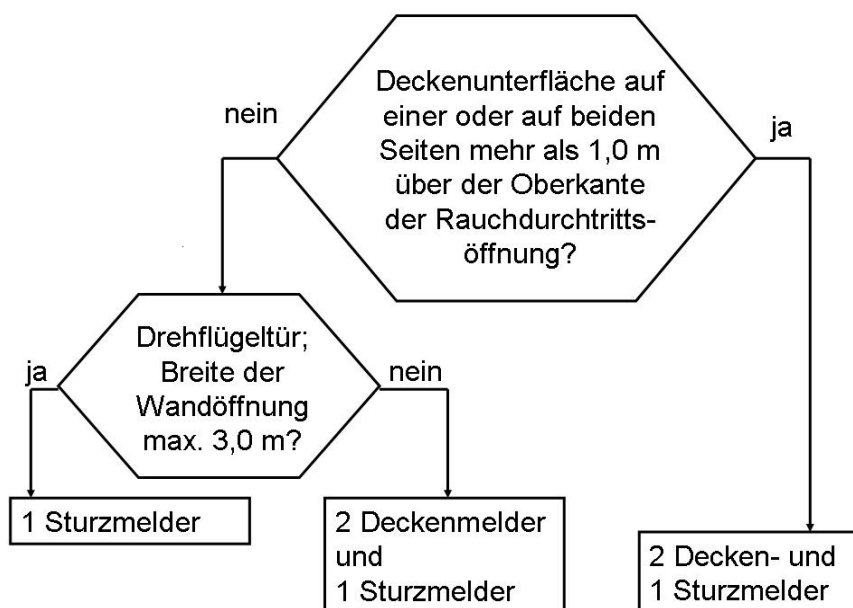 Deckenunterfläche auf
einer oder auf beiden
Seiten mehr als 1,0 m
über der Oberkante
der Rauchdurchtritts-
öffnung?
nein
ja
Drehflügeltür;
Breite der
Wandöffnung
max. 3,0 m?
ja
nein
1 Sturzmelder
2 Deckenmelder
und
1 Sturzmelder
2 Decken- und
1 Sturzmelder